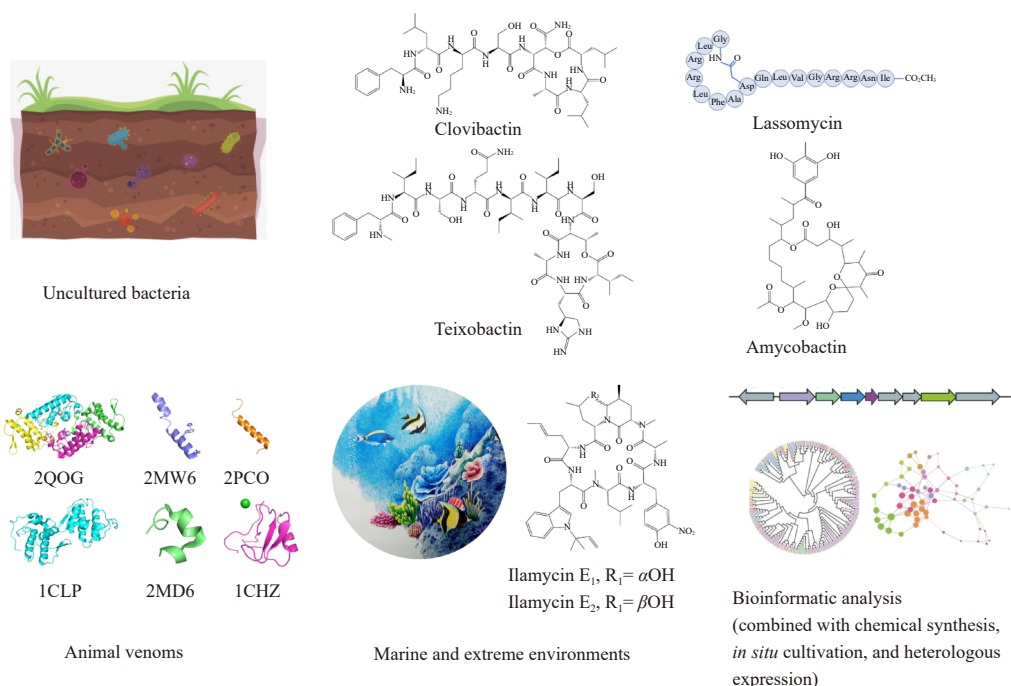 Clovibactin
Gly
Leu
Arg
Arg
Leu
Phe
Ala
Asp
Gln
Leu
Val
Gly
Arg
Arg
Asn
Ile
HN
O
CO₂CH₃
Lassomycin
Uncultured bacteria
Teixobactin
Amycobactin
2QOG
2MW6
2PCO
1CLP
2MD6
1CHZ
Animal venoms
Ilamycin E₁, R₁= αOH
Ilamycin E₂, R₁= βOH
Marine and extreme environments
Bioinformatic analysis
(combined with chemical synthesis,
in situ cultivation, and heterologous
expression)